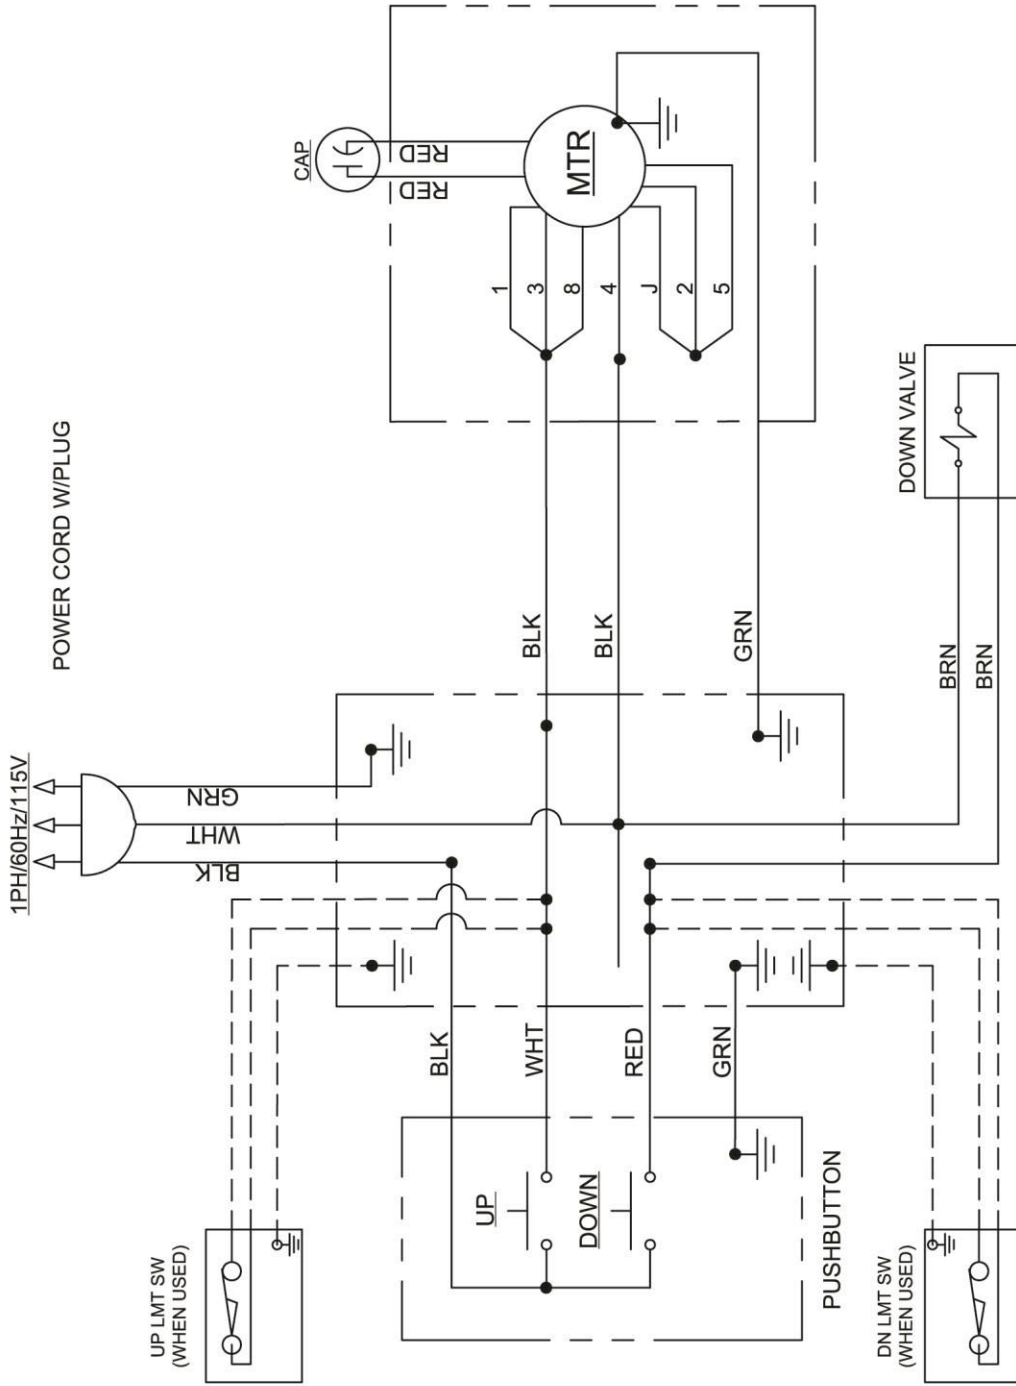 CAP
RED
RED
MTR
1
3
8
4
J
2
5
POWER CORD W/PLUG
1PH/60Hz/115V
GRN
WHT
BLK
BLK
BLK
GRN
DOWN VALVE
BRN
BRN
BLK
WHT
RED
GRN
UP
DOWN
PUSHBUTTON
UP LMT SW
(WHEN USED)
DN LMT SW
(WHEN USED)